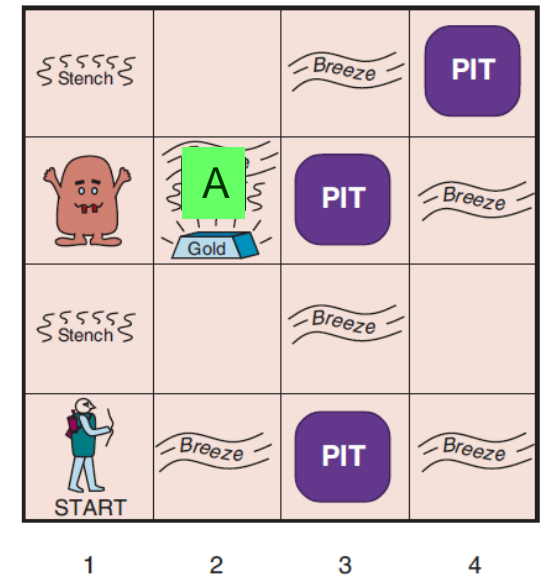 Stench
Breeze
PIT
A
Gold
PIT
Breeze
Stench
Breeze
START
Breeze
PIT
Breeze
1 2 3 4